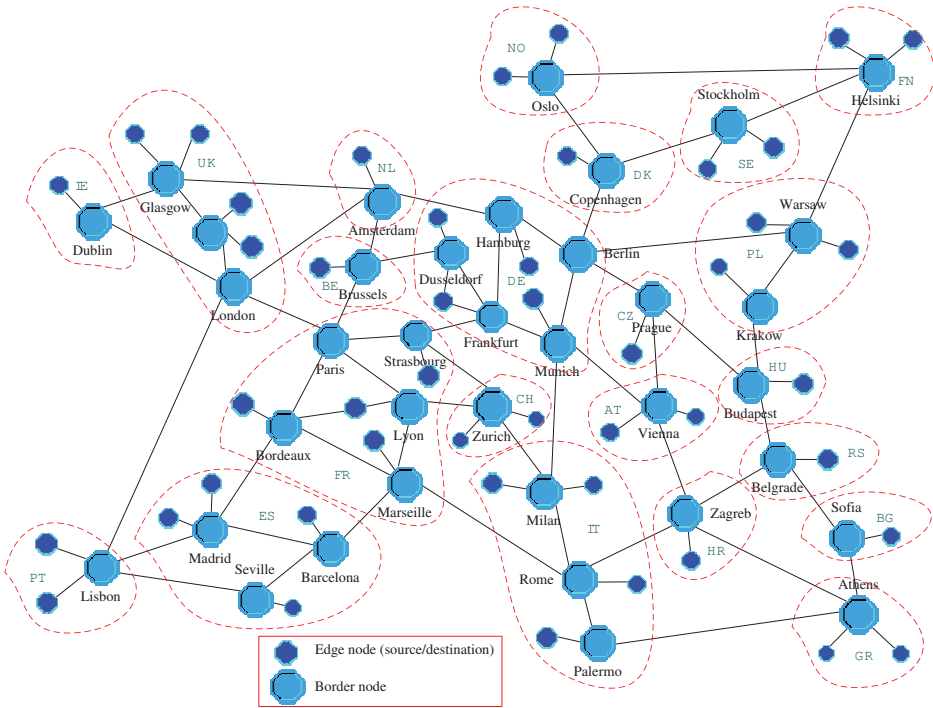 NO
Oslo
FN
Helsinki
Stockholm
SE
DK
Copenhagen
UK
Glasgow
IE
Dublin
NL
Amsterdam
London
BE
Brussels
Hamburg
Dusseldorf
DE
Berlin
Frankfurt
Munich
Warsaw
PL
Krakow
CZ
Prague
HU
Budapest
AT
Vienna
Paris
Strasbourg
Lyon
Bordeaux
FR
Marseille
CH
Zurich
RS
Belgrade
Sofia
BG
Zagreb
HR
Milan
IT
Rome
Palermo
Athens
GR
ES
Madrid
Seville
Barcelona
PT
Lisbon
Edge node (source/destination)
Border node